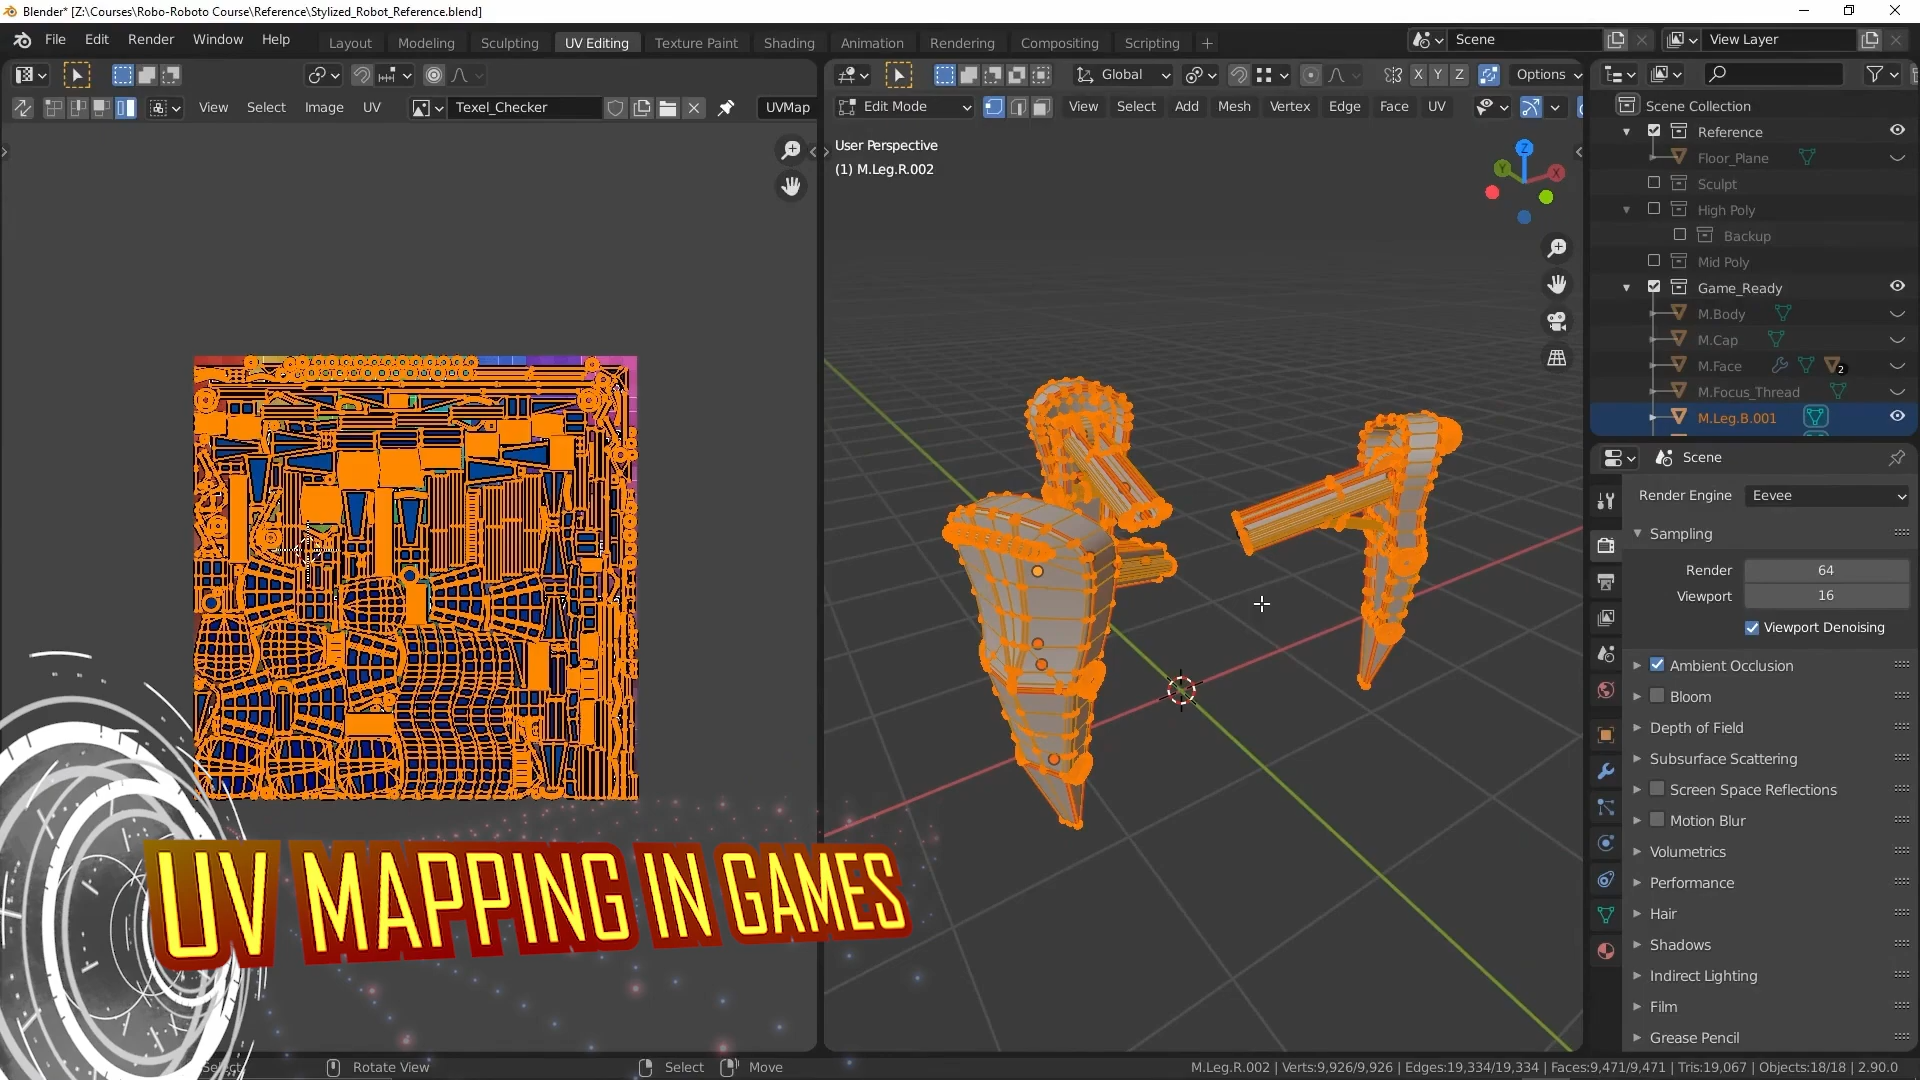 Blender* [Z:\Courses\Robo-Roboto Course\Reference\Stylized_Robot_Reference.blend]
File Edit Render Window Help
Layout Modeling Sculpting UV Editing Texture Paint Shading Animation Rendering Compositing Scripting +
Scene
View Layer
Global
X Y Z
Options
View Select Image UV
Texel_Checker
UVMap
Edit Mode
View Select Add Mesh Vertex Edge Face UV
User Perspective
(1) M.Leg.R.002
Z
Y
X
Scene Collection
Reference
Floor_Plane
Sculpt
High Poly
Backup
Mid Poly
Game_Ready
M.Body
M.Cap
M.Face
2
M.Focus_Thread
M.Leg.B.001
Scene
Render Engine Eevee
Sampling
Render 64
Viewport 16
Viewport Denoising
Ambient Occlusion
Bloom
Depth of Field
Subsurface Scattering
Screen Space Reflections
Motion Blur
Volumetrics
Performance
Hair
Shadows
Indirect Lighting
Film
Grease Pencil
UV MAPPING IN GAMES
Select
Rotate View
Select
Move
M.Leg.R.002 | Verts:9,926/9,926 | Edges:19,334/19,334 | Faces:9,471/9,471 | Tris:19,067 | Objects:18/18 | 2.90.0